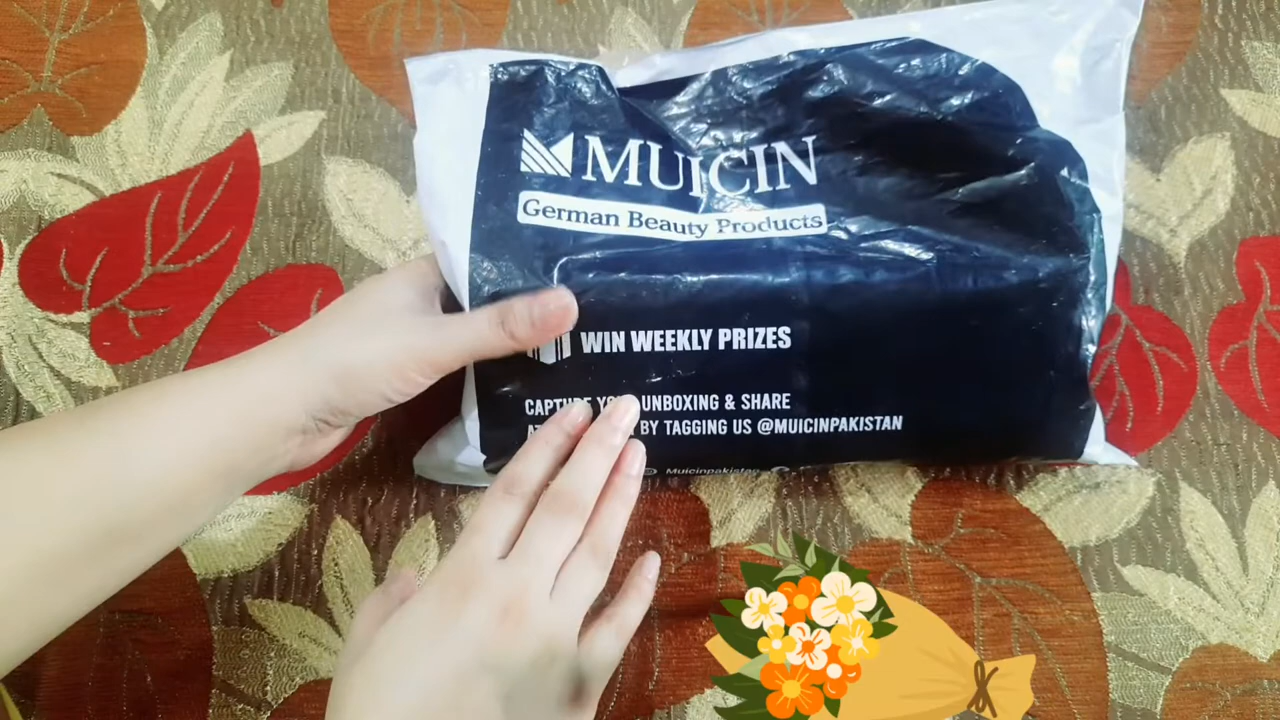 MUICIN
German Beauty Products
WIN WEEKLY PRIZES
CAPTURE UNBOXING & SHARE
BY TAGGING US @MUICINPAKISTAN
Muicinpakistan